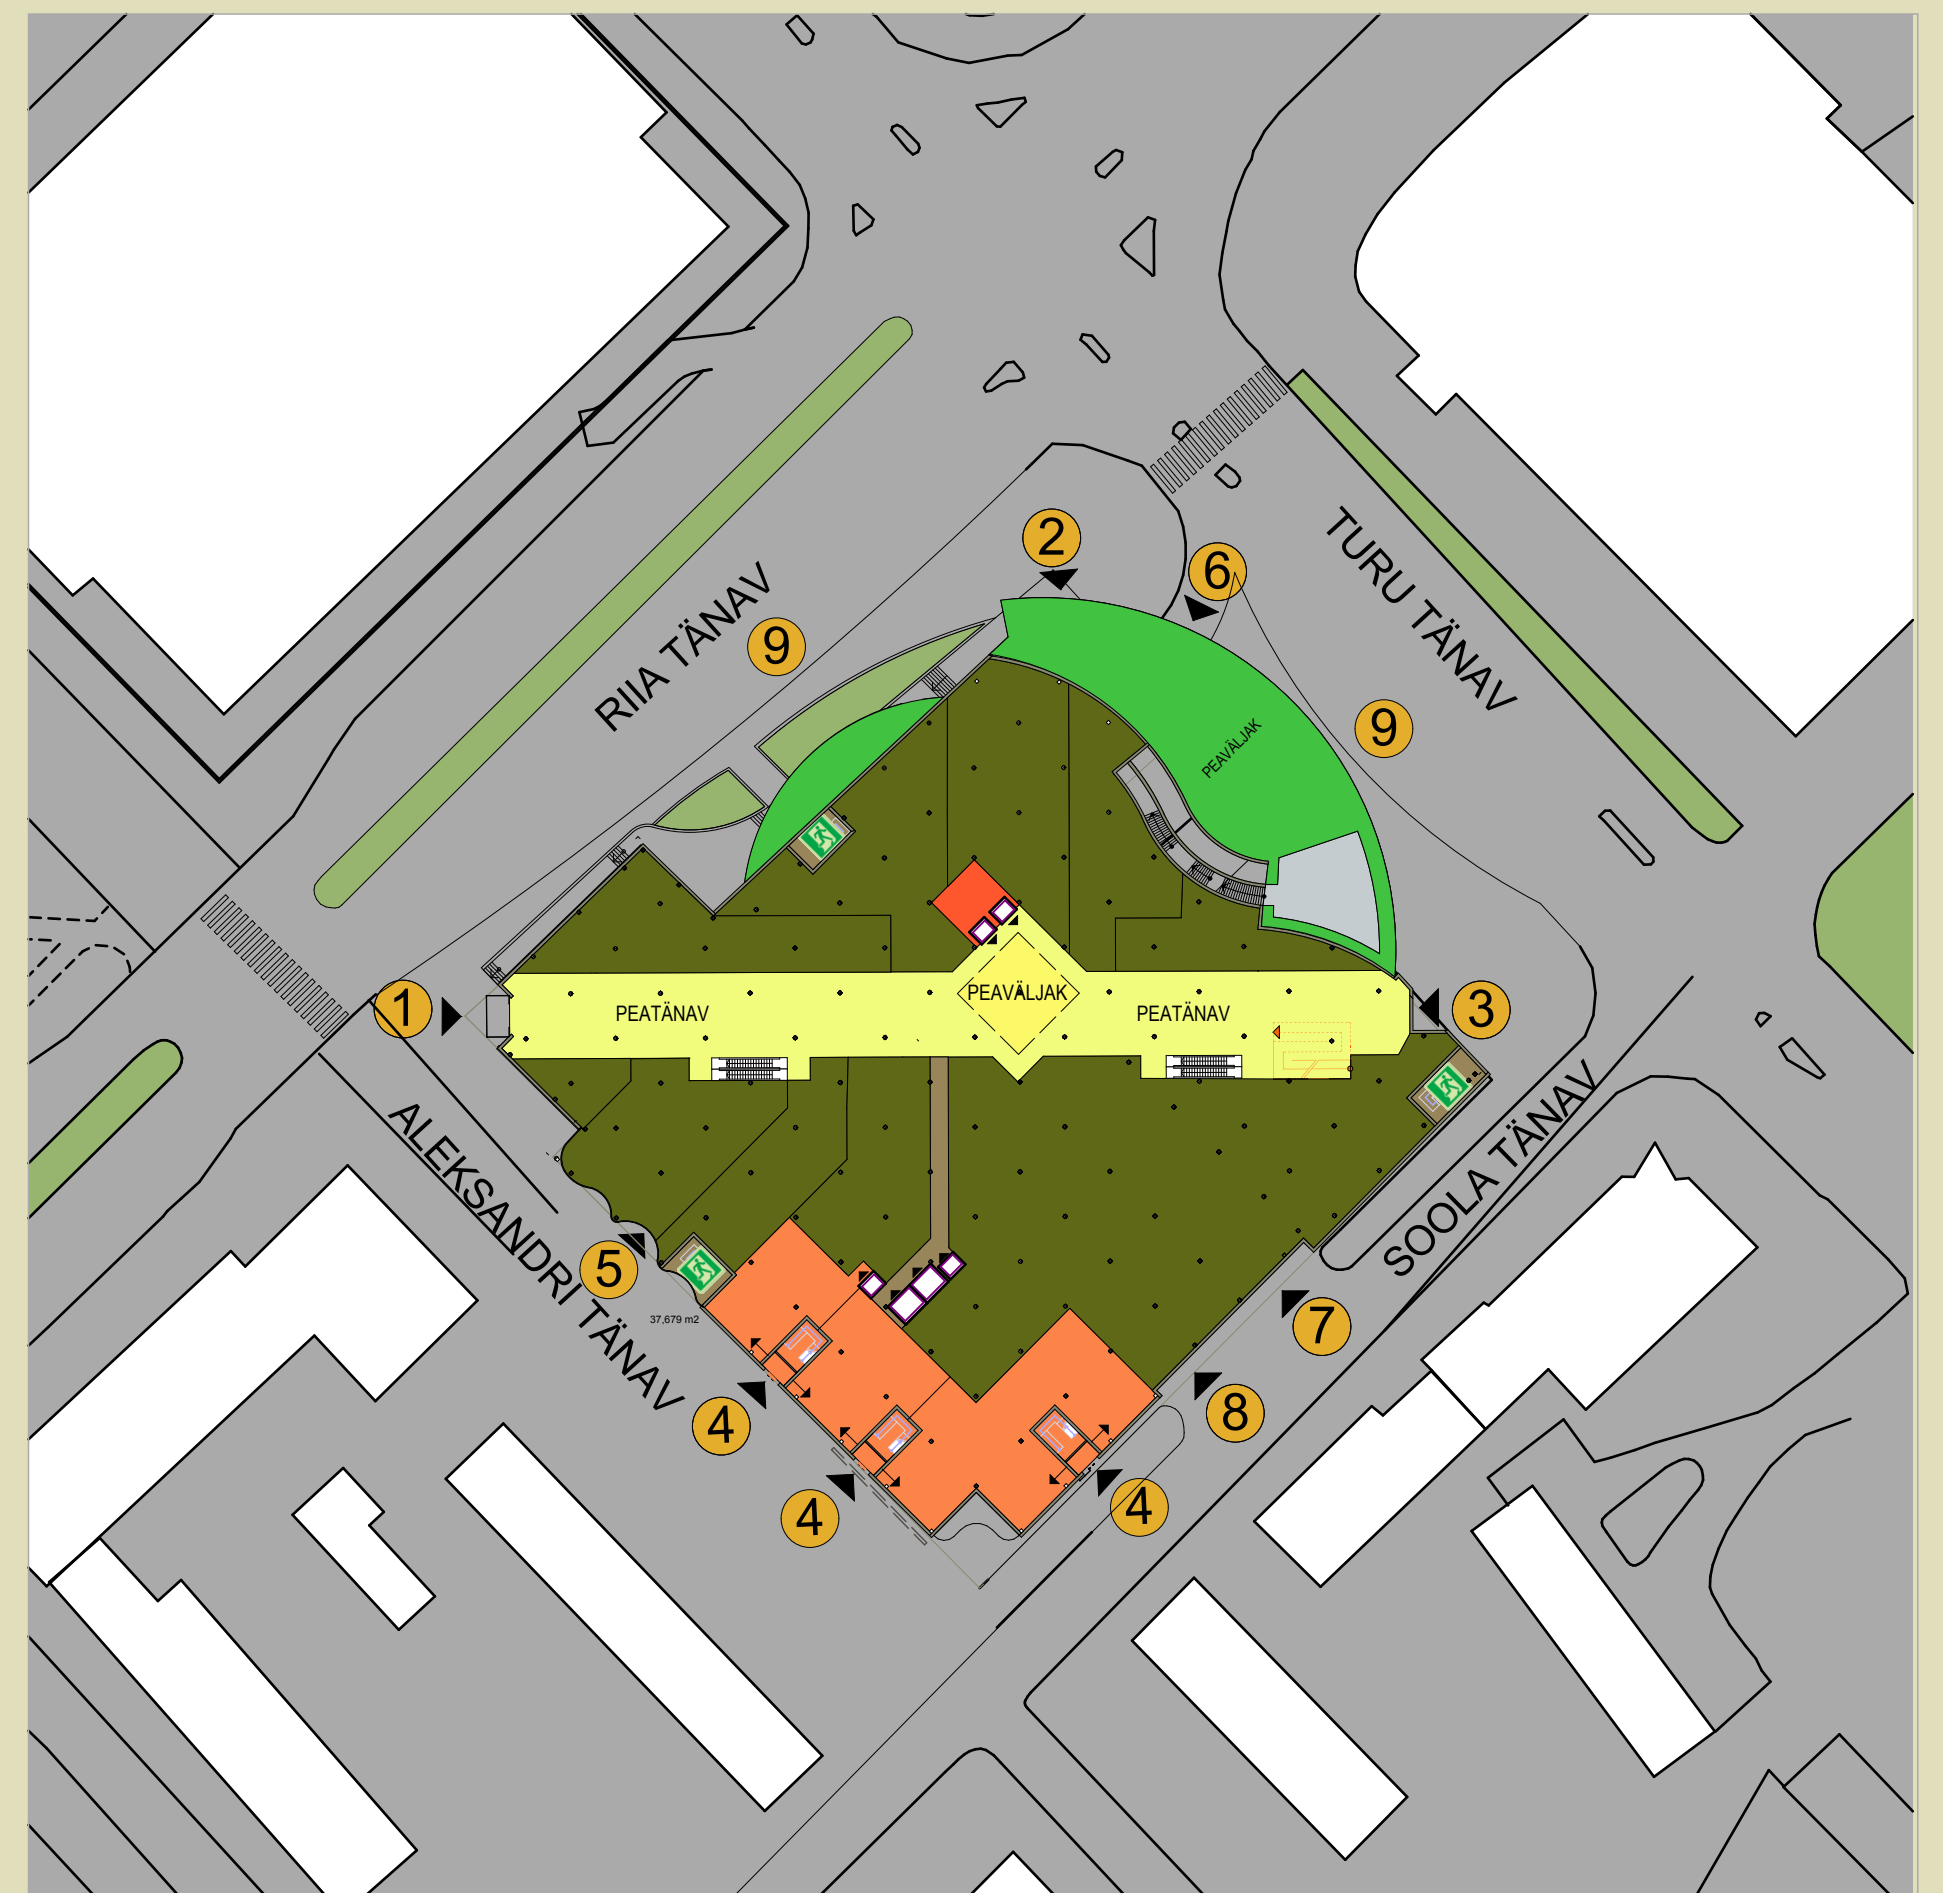 2
6
TURU TÄNAV
RIIA TÄNAV
9
9
PEAVÄLJAK
1
PEATÄNAV
PEAVÄLJAK
PEATÄNAV
3
ALEKSANDRI TÄNAV
SOOLA TÄNAV
5
37,679 m2
7
4
8
4
4